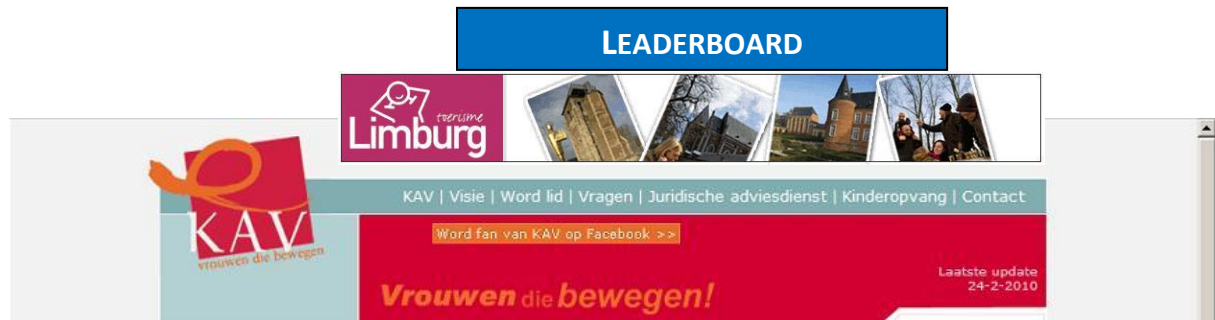 LEADERBOARD
toerisme
Limburg
KAV
vrouwen die bewegen
KAV | Visie | Word lid | Vragen | Juridische adviesdienst | Kinderopvang | Contact
Word fan van KAV op Facebook >>
Vrouwen die bewegen!
Laatste update
24-2-2010